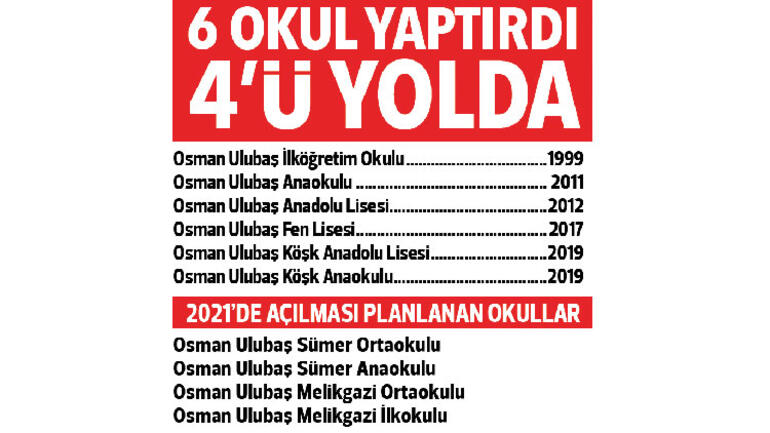 6 OKUL YAPTIRDI
4'Ü YOLDA
Osman Ulubaş İlköğretim Okulu.......................1999
Osman Ulubaş Anaokulu ................................ 2011
Osman Ulubaş Anadolu Lisesi..........................2012
Osman Ulubaş Fen Lisesi................................2017
Osman Ulubaş Köşk Anadolu Lisesi...................2019
Osman Ulubaş Köşk Anaokulu.........................2019
2021'DE AÇILMASI PLANLANAN OKULLAR
Osman Ulubaş Sümer Ortaokulu
Osman Ulubaş Sümer Anaokulu
Osman Ulubaş Melikgazi Ortaokulu
Osman Ulubaş Melikgazi İlkokulu